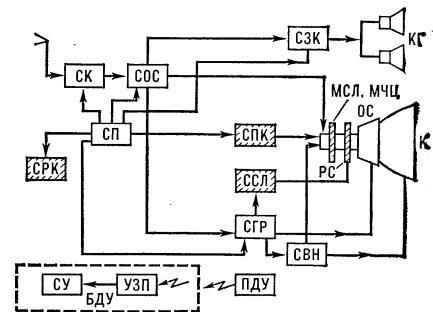 СЗК
КГ
СК
СОС
МСЛ, МЧЦ
ОС
СП
СПК
К
СРК
ССЛ
РС
СГР
СВН
СУ
УЗП
ПДУ
БДУ